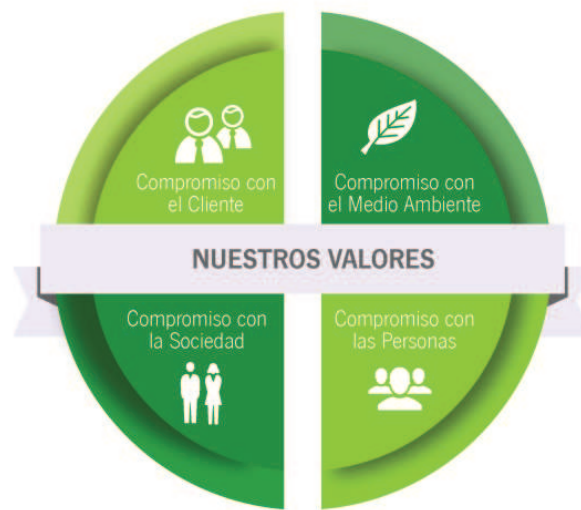 Compromiso con
el Cliente
Compromiso con
el Medio Ambiente
NUESTROS VALORES
Compromiso con
la Sociedad
Compromiso con
las Personas